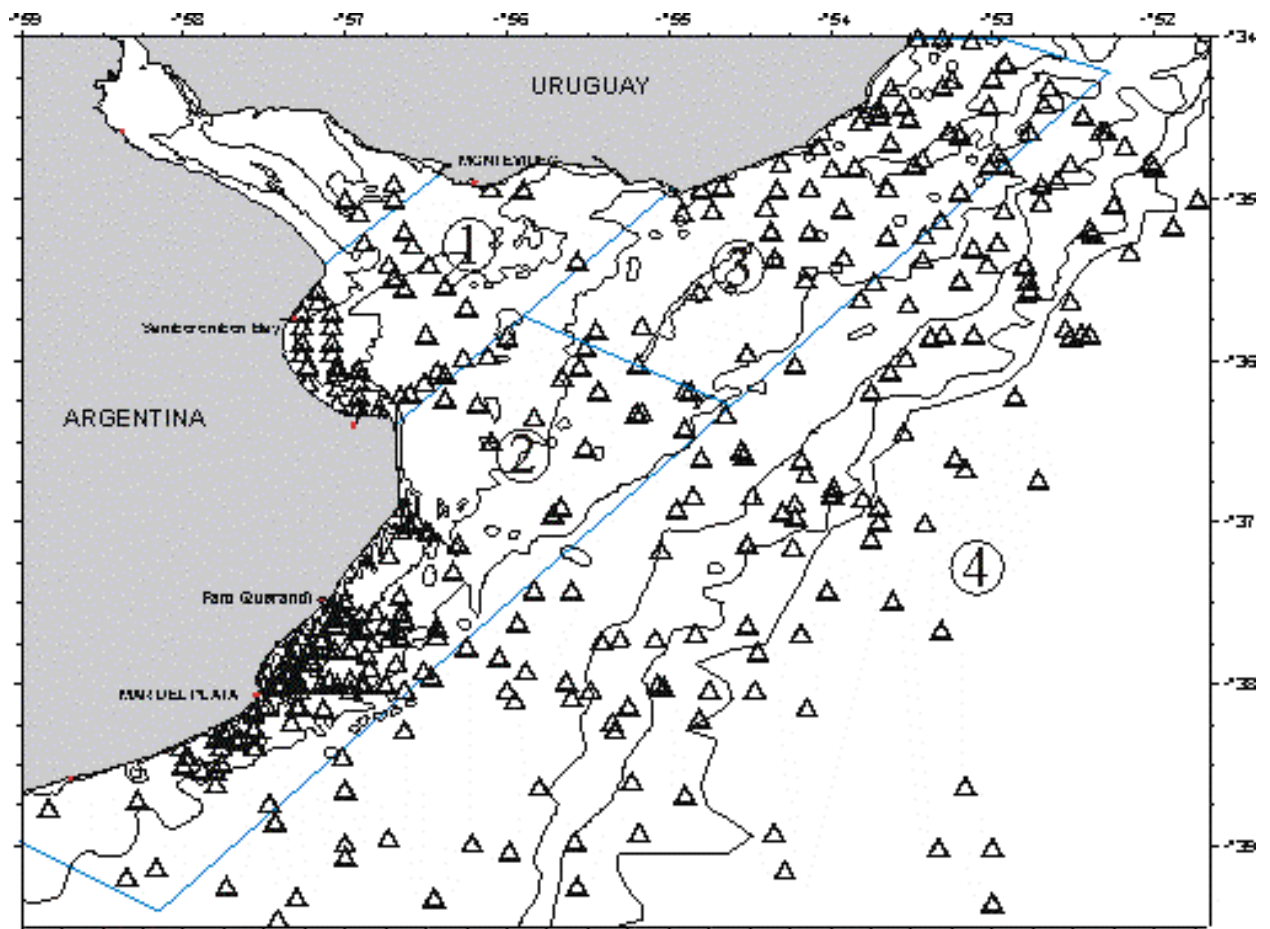 -59 -58 -57 -56 -55 -54 -53 -52
-34
URUGUAY
MONTEVIDEO
-35
1
3
Samborombon Bay
-36
ARGENTINA
2
-37
4
Faro Querandi
MAR DEL PLATA
-38
-39